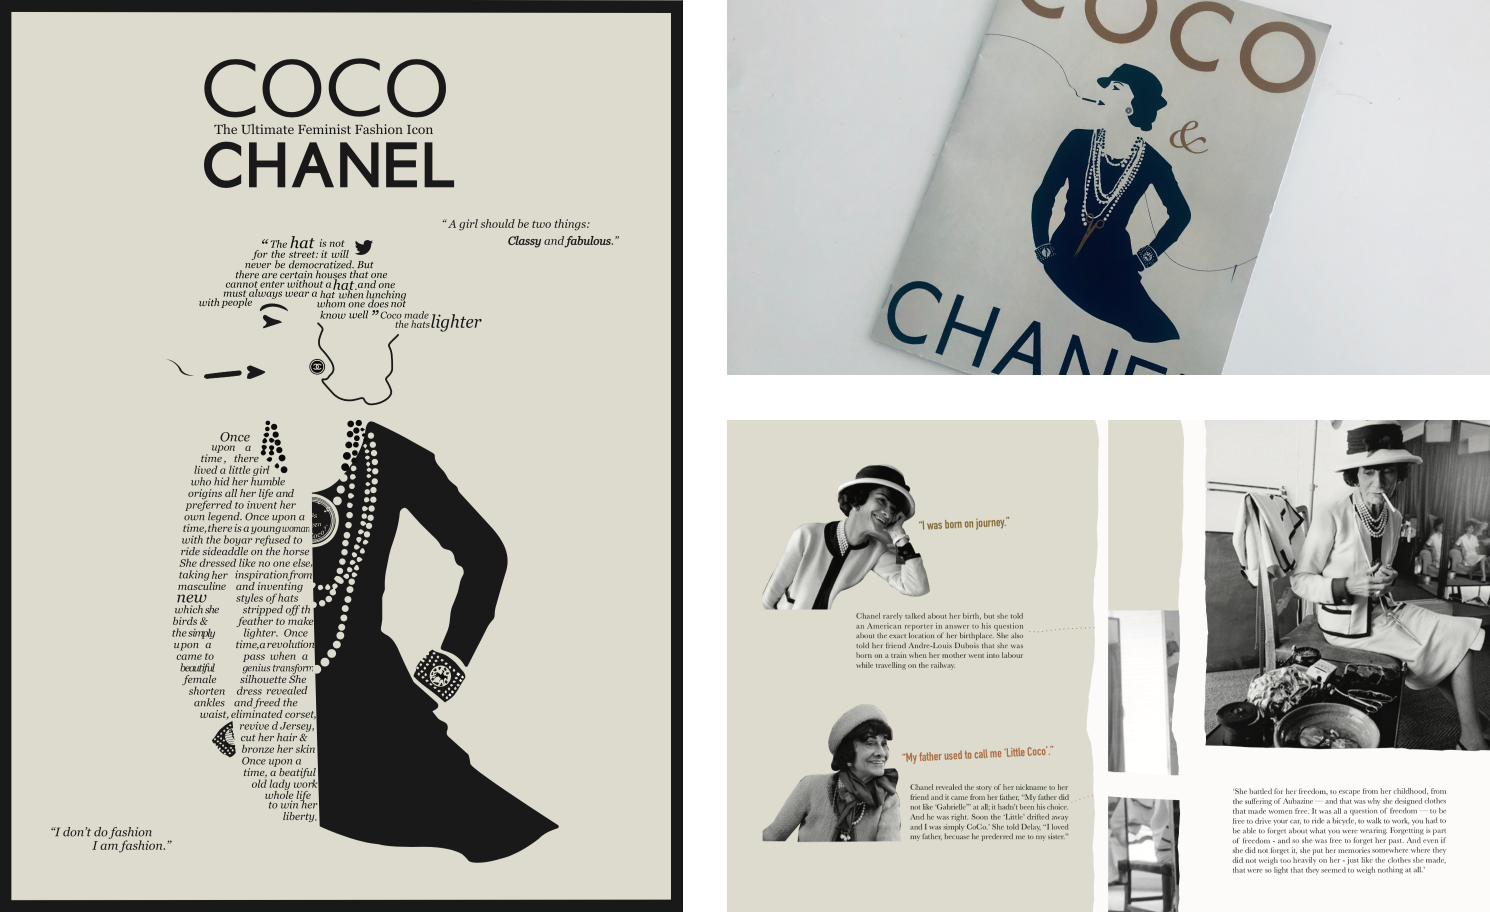 COCO
The Ultimate Feminist Fashion Icon
CHANEL
“ A girl should be two things:
Classy and fabulous.”
“ The hat is not
for the street: it will
never be democratized. But
there are certain houses that one
cannot enter without a hat, and one
must always wear a hat when lunching
with people whom one does not
know well ” Coco made
the hats lighter
Once
upon a
time, there
lived a little girl
who hid her humble
origins all her life and
preferred to invent her
own legend. Once upon a
time, there is a young woman
with the boyar refused to
ride sideaddle on the horse
She dressed like no one else,
taking her inspiration from
masculine and inventing
new styles of hats
which she stripped off th
birds & feather to make
the simply lighter. Once
upon a time, a revolution
came to pass when a
beautiful genius transform
female silhouette She
shorten dress revealed
ankles and freed the
waist, eliminated corset,
revive d Jersey,
cut her hair &
bronze her skin
Once upon a
time, a beatiful
old lady work
whole life
to win her
liberty.
“I don’t do fashion
I am fashion.”
COCO
&
CHANEL
“I was born on journey.”
Chanel rarely talked about her birth, but she told
an American reporter in answer to his question
about the exact location of her birthplace. She also
told her friend Andre-Louis Dubois that she was
born on a train when her mother went into labour
while travelling on the railway.
“My father used to call me ‘Little Coco’.”
Chanel revealed the story of her nickname to her
friend and it came from her father, “My father did
not like ‘Gabrielle’” at all; it hadn’t been his choice.
And he was right. Soon the ‘Little’ drifted away
and I was simply CoCo.’ She told Delay, “I loved
my father, becuase he prederred me to my sister.”
‘She battled for her freedom, to escape from her childhood, from
the suffering of Aubazine — and that was why she designed clothes
that made women free. It was all a question of freedom — to be
free to drive your car, to ride a bicycle, to walk to work, you had to
be able to forget about what you were wearing. Forgetting is part
of freedom - and so she was free to forget her past. And even if
she did not forget it, she put her memories somewhere where they
did not weigh too heavily on her - just like the clothes she made,
that were so light that they seemed to weigh nothing at all.’